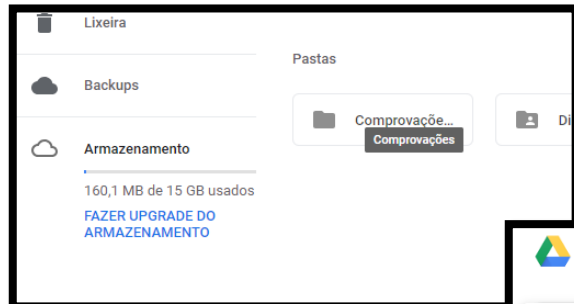 Lixeira
Pastas
Backups
Comprovaçõe...
Di
Comprovações
Armazenamento
160,1 MB de 15 GB usados
FAZER UPGRADE DO
ARMAZENAMENTO